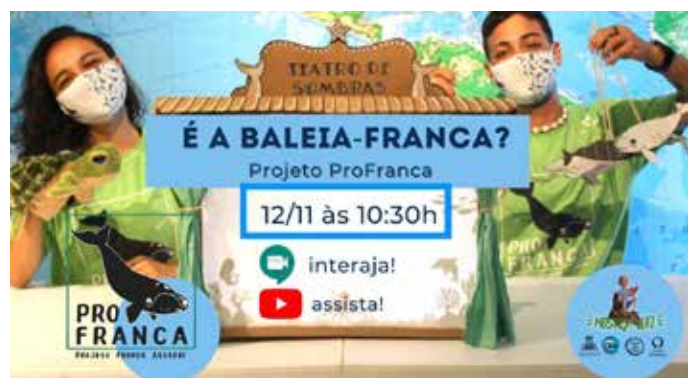 TEATRO DE
SOMBRAS
É A BALEIA-FRANCA?
Projeto ProFranca
12/11 às 10:30h
interaja!
assista!
PRO
FRANCA
PRO
FRANCA